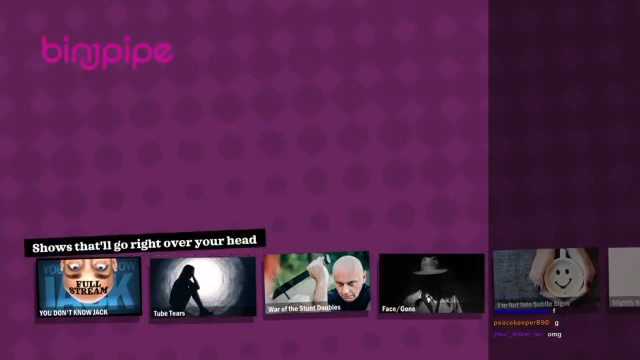 binjpipe
Shows that'll go right over your head
YOU DON'T KNOW JACK
FULL
STREAM
Tube Tears
War of the Stunt Doubles
Face/Gone
I'm Not Into Subtle Signs
f
peacekeeper890 g
omg